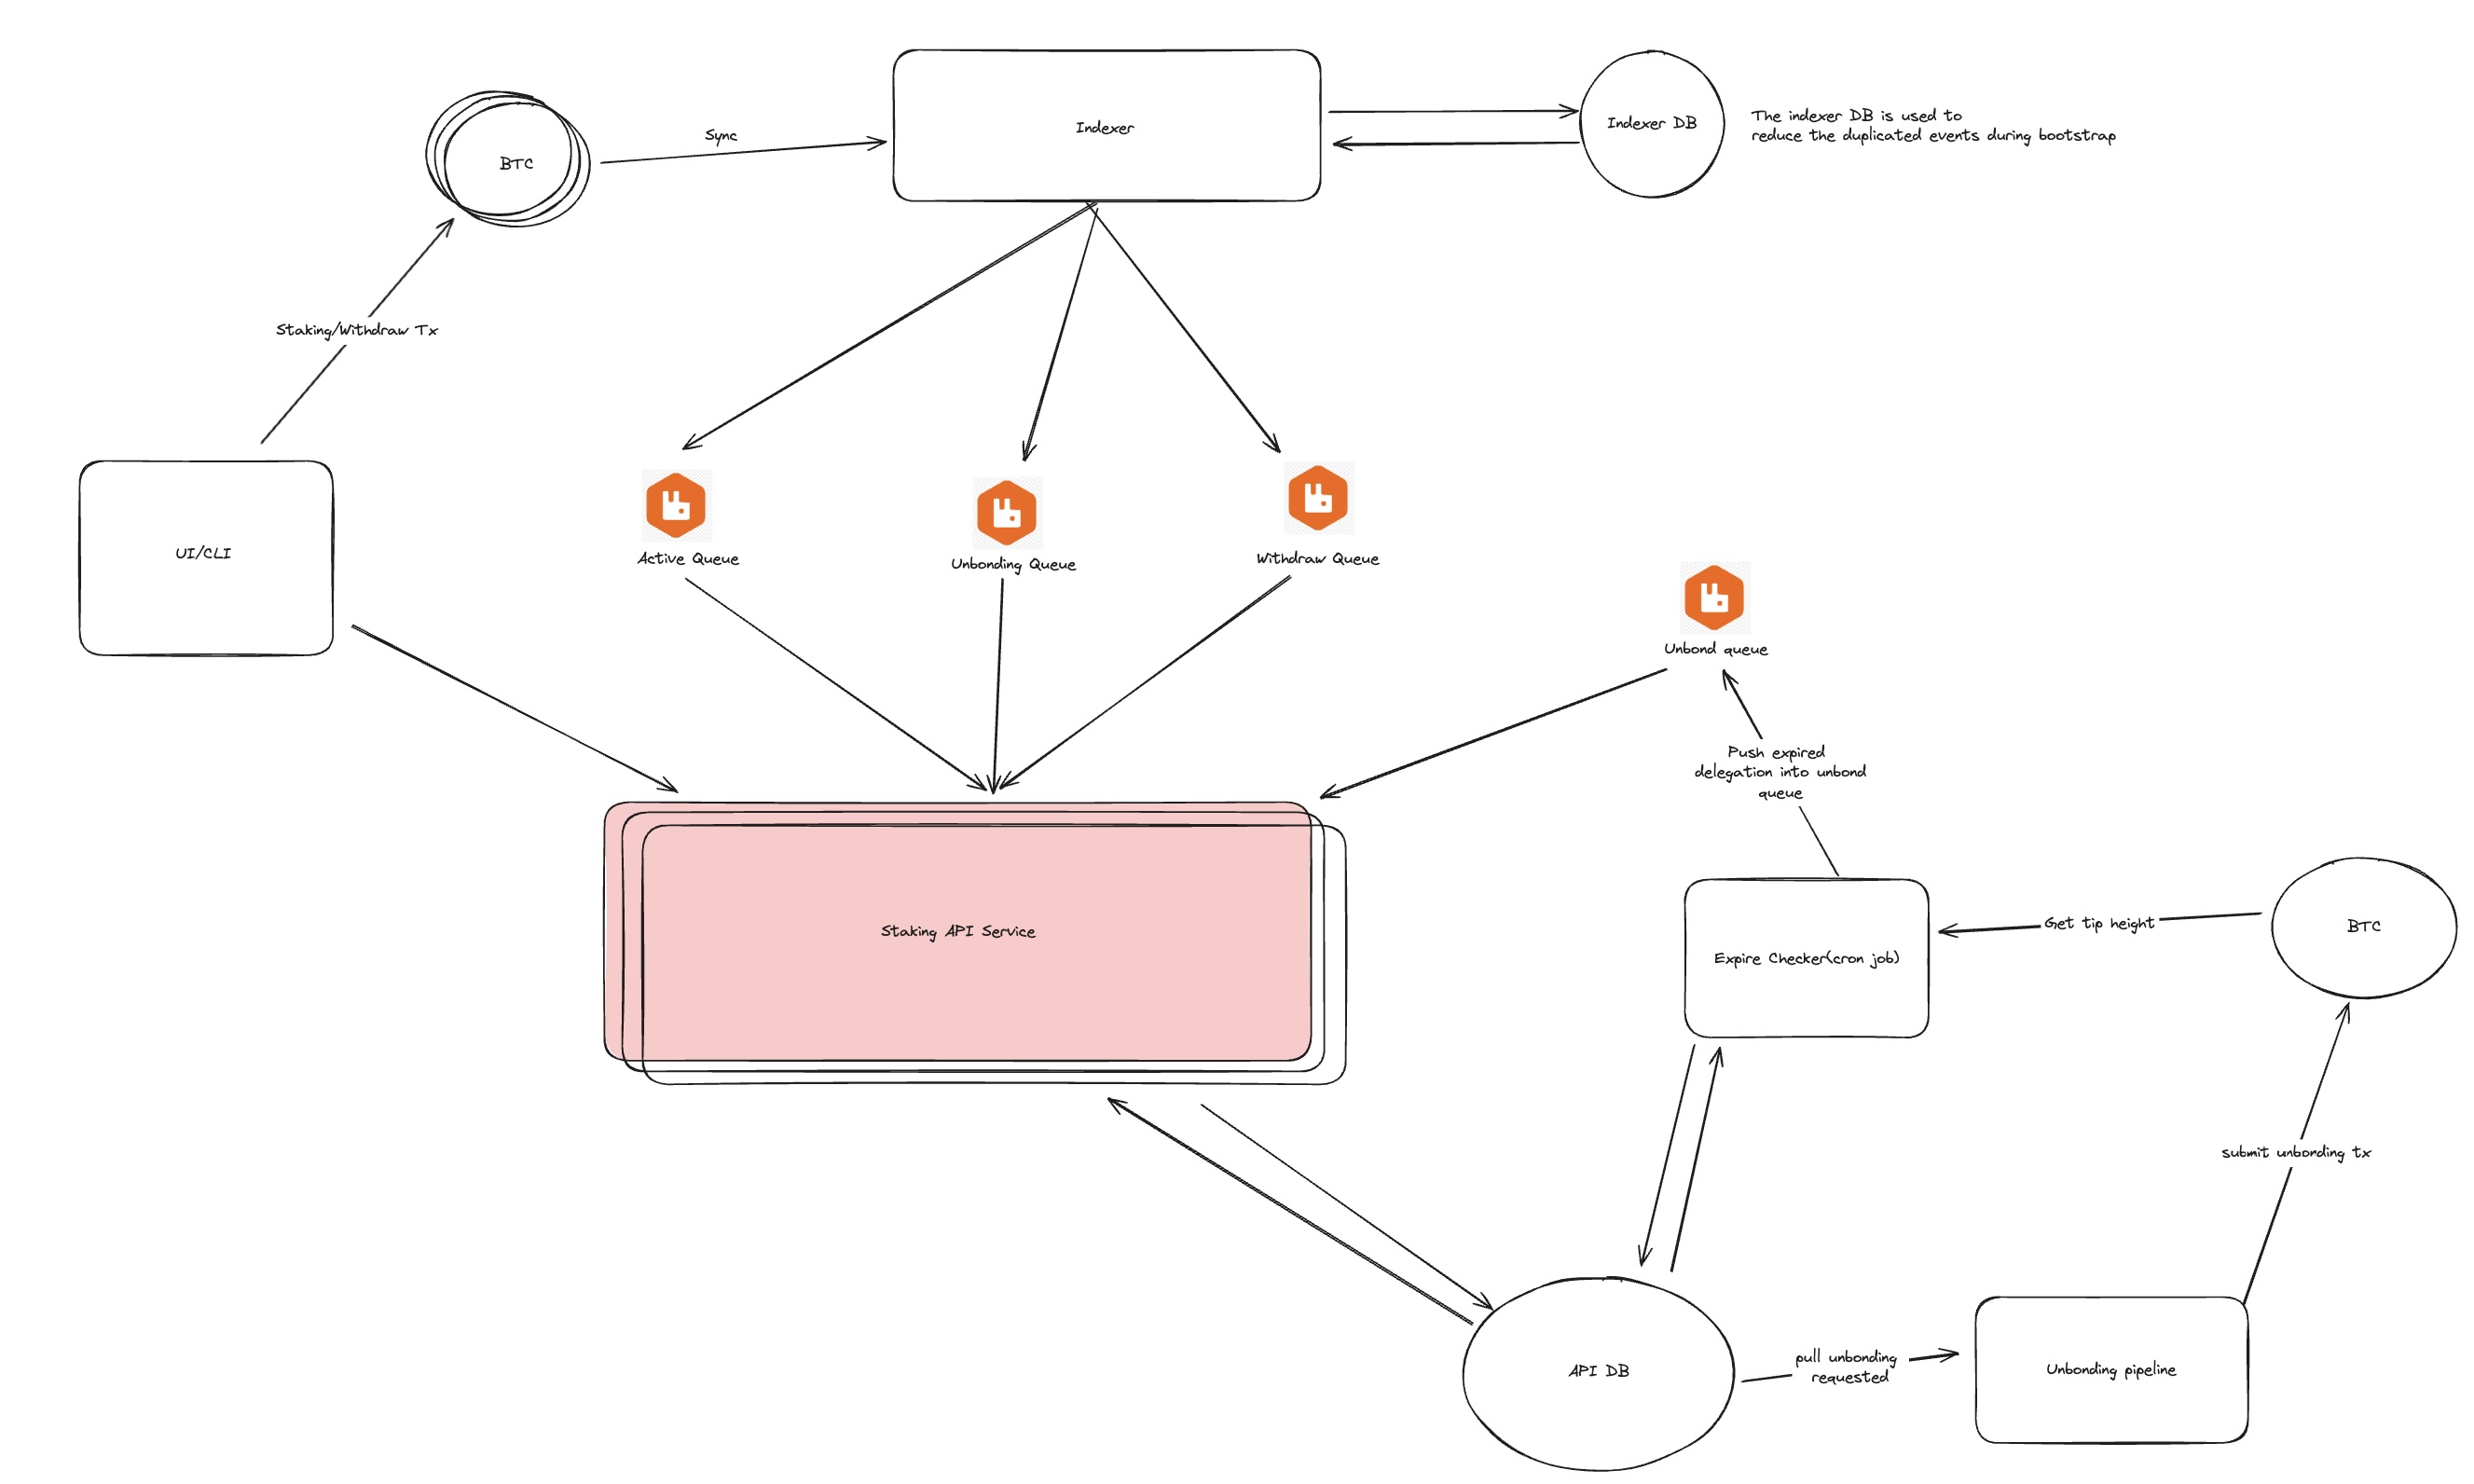 Indexer
Indexer DB
The indexer DB is used to
reduce the duplicated events during bootstrap
BTC
Sync
Staking/Withdraw Tx
UI/CLI
Active Queue
Unbonding Queue
Withdraw Queue
Unbond queue
Push expired
delegation into unbond
queue
Staking API Service
Expire Checker(cron job)
Get tip height
BTC
submit unbonding tx
API DB
pull unbonding
requested
Unbonding pipeline